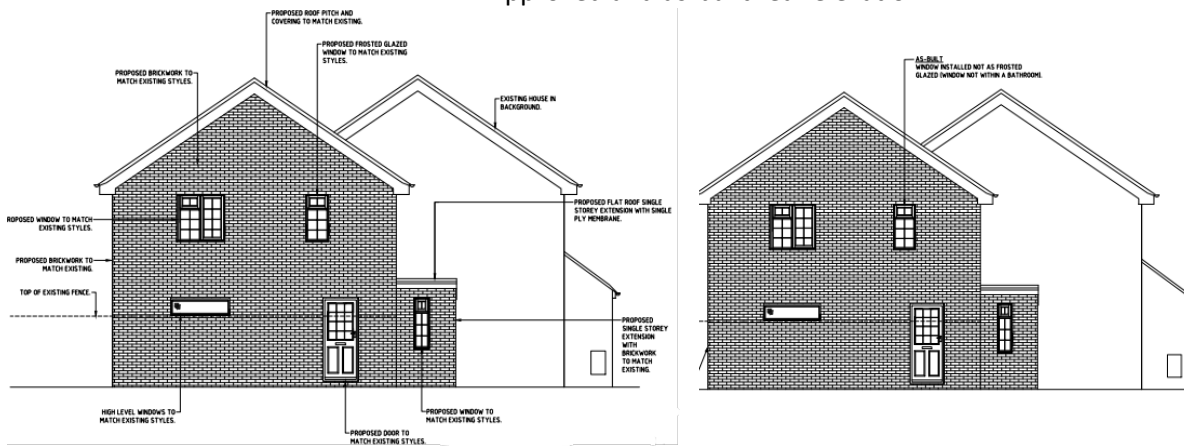 PROPOSED ROOF PITCH AND
COVERING TO MATCH EXISTING.
PROPOSED FROSTED GLAZED
WINDOW TO MATCH EXISTING
STYLES.
PROPOSED BRICKWORK TO
MATCH EXISTING STYLES.
EXISTING HOUSE IN
BACKGROUND.
ROPOSED WINDOW TO MATCH
EXISTING STYLES.
PROPOSED FLAT ROOF SINGLE
STOREY EXTENSION WITH SINGLE
PLY MEMBRANE.
PROPOSED BRICKWORK TO
MATCH EXISTING.
TOP OF EXISTING FENCE.
PROPOSED
SINGLE STOREY
EXTENSION
WITH
BRICKWORK
TO MATCH
EXISTING.
HIGH LEVEL WINDOWS TO
MATCH EXISTING STYLES.
PROPOSED DOOR TO
MATCH EXISTING STYLES.
PROPOSED WINDOW TO
MATCH EXISTING STYLES.
AS-BUILT
WINDOW INSTALLED NOT AS FROSTED
GLAZED (WINDOW NOT WITHIN A BATHROOM).